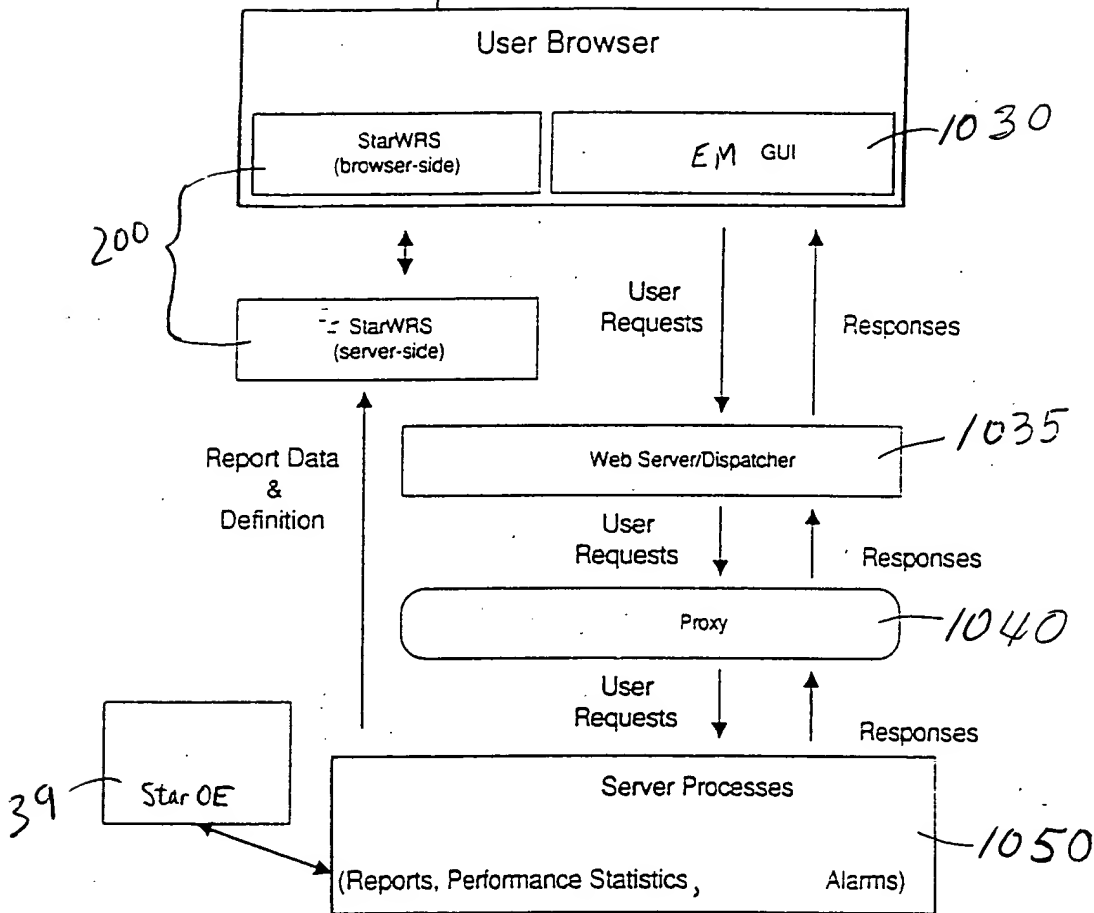 User Browser
StarWRS
(browser-side)
EM GUI
1030
200
StarWRS
(server-side)
User
Requests
Responses
Report Data
&
Definition
Web Server/Dispatcher
1035
User
Requests
Responses
Proxy
1040
User
Requests
Responses
39
Star OE
Server Processes
(Reports, Performance Statistics, Alarms)
1050